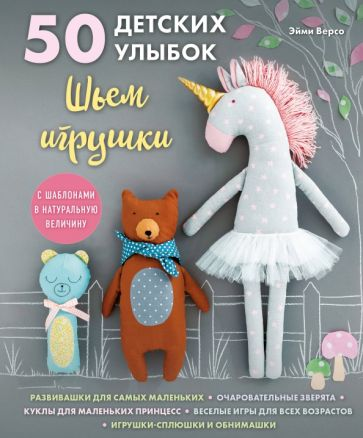 Эйми Версо
50 ДЕТСКИХ
УЛЫБОК
Шьем
игрушки
С ШАБЛОНАМИ
В НАТУРАЛЬНУЮ
ВЕЛИЧИНУ
РАЗВИВАШКИ ДЛЯ САМЫХ МАЛЕНЬКИХ • ОЧАРОВАТЕЛЬНЫЕ ЗВЕРЯТА •
КУКЛЫ ДЛЯ МАЛЕНЬКИХ ПРИНЦЕСС • ВЕСЕЛЫЕ ИГРЫ ДЛЯ ВСЕХ ВОЗРАСТОВ
• ИГРУШКИ-СПЛЮШКИ И ОБНИМАШКИ